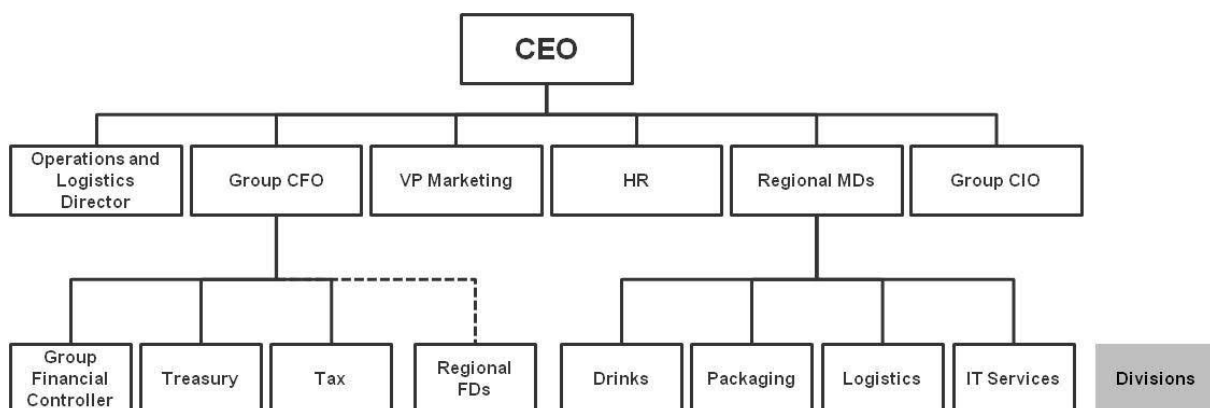 CEO
Operations and
Logistics
Director
Group CFO
VP Marketing
HR
Regional MDs
Group CIO
Group
Financial
Controller
Treasury
Tax
Regional
FDs
Drinks
Packaging
Logistics
IT Services
Divisions